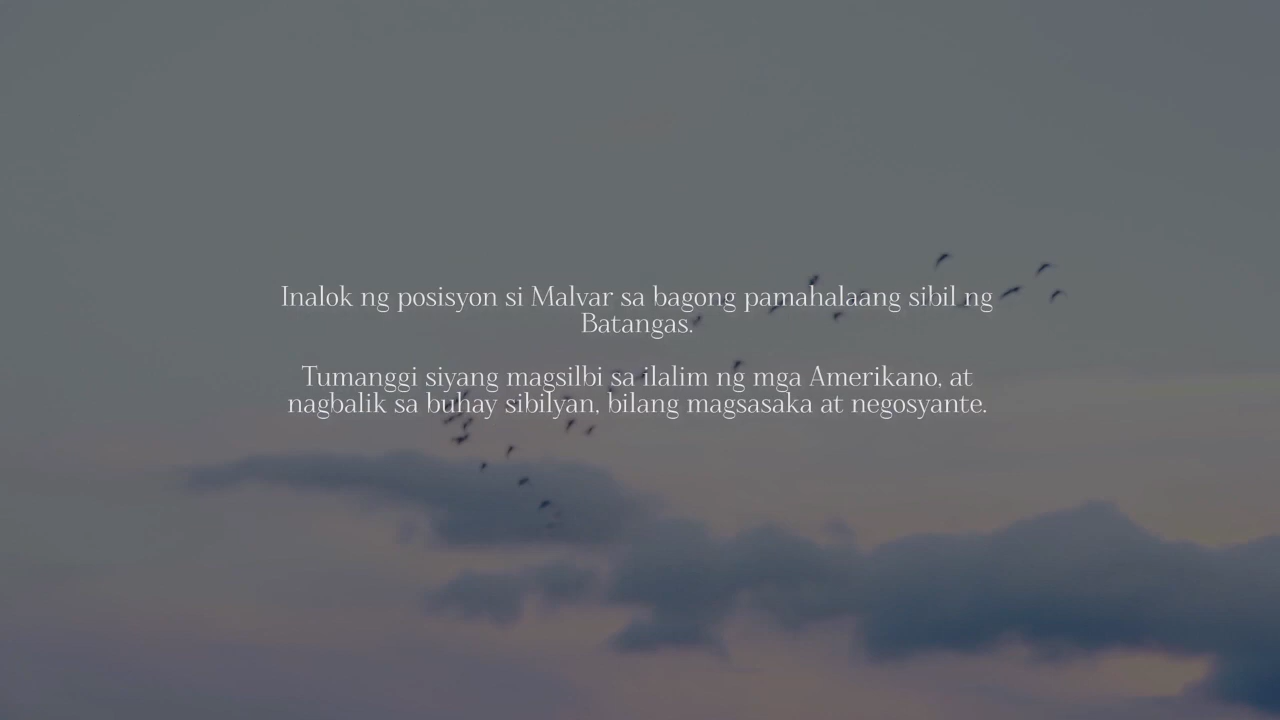 Inalok ng posisyon si Malvar sa bagong pamahalaang sibil ng
Batangas.
Tumanggi siyang magsilbi sa ilalim ng mga Amerikano, at
nagbalik sa buhay sibilyan, bilang magsasaka at negosyante.